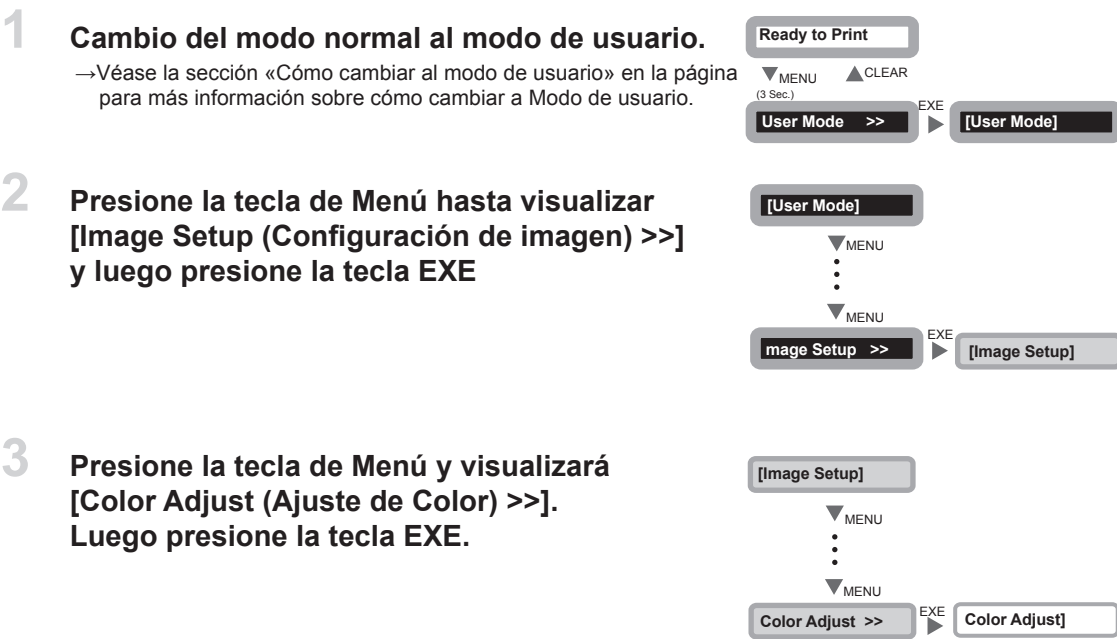 1
Cambio del modo normal al modo de usuario.
→Véase la sección «Cómo cambiar al modo de usuario» en la página
para más información sobre cómo cambiar a Modo de usuario.
Ready to Print
MENU CLEAR
(3 Sec.)
User Mode >> EXE [User Mode]
2
Presione la tecla de Menú hasta visualizar
[Image Setup (Configuración de imagen) >>]
y luego presione la tecla EXE
[User Mode]
MENU
MENU
mage Setup >> EXE [Image Setup]
3
Presione la tecla de Menú y visualizará
[Color Adjust (Ajuste de Color) >>].
Luego presione la tecla EXE.
[Image Setup]
MENU
MENU
Color Adjust >> EXE Color Adjust]